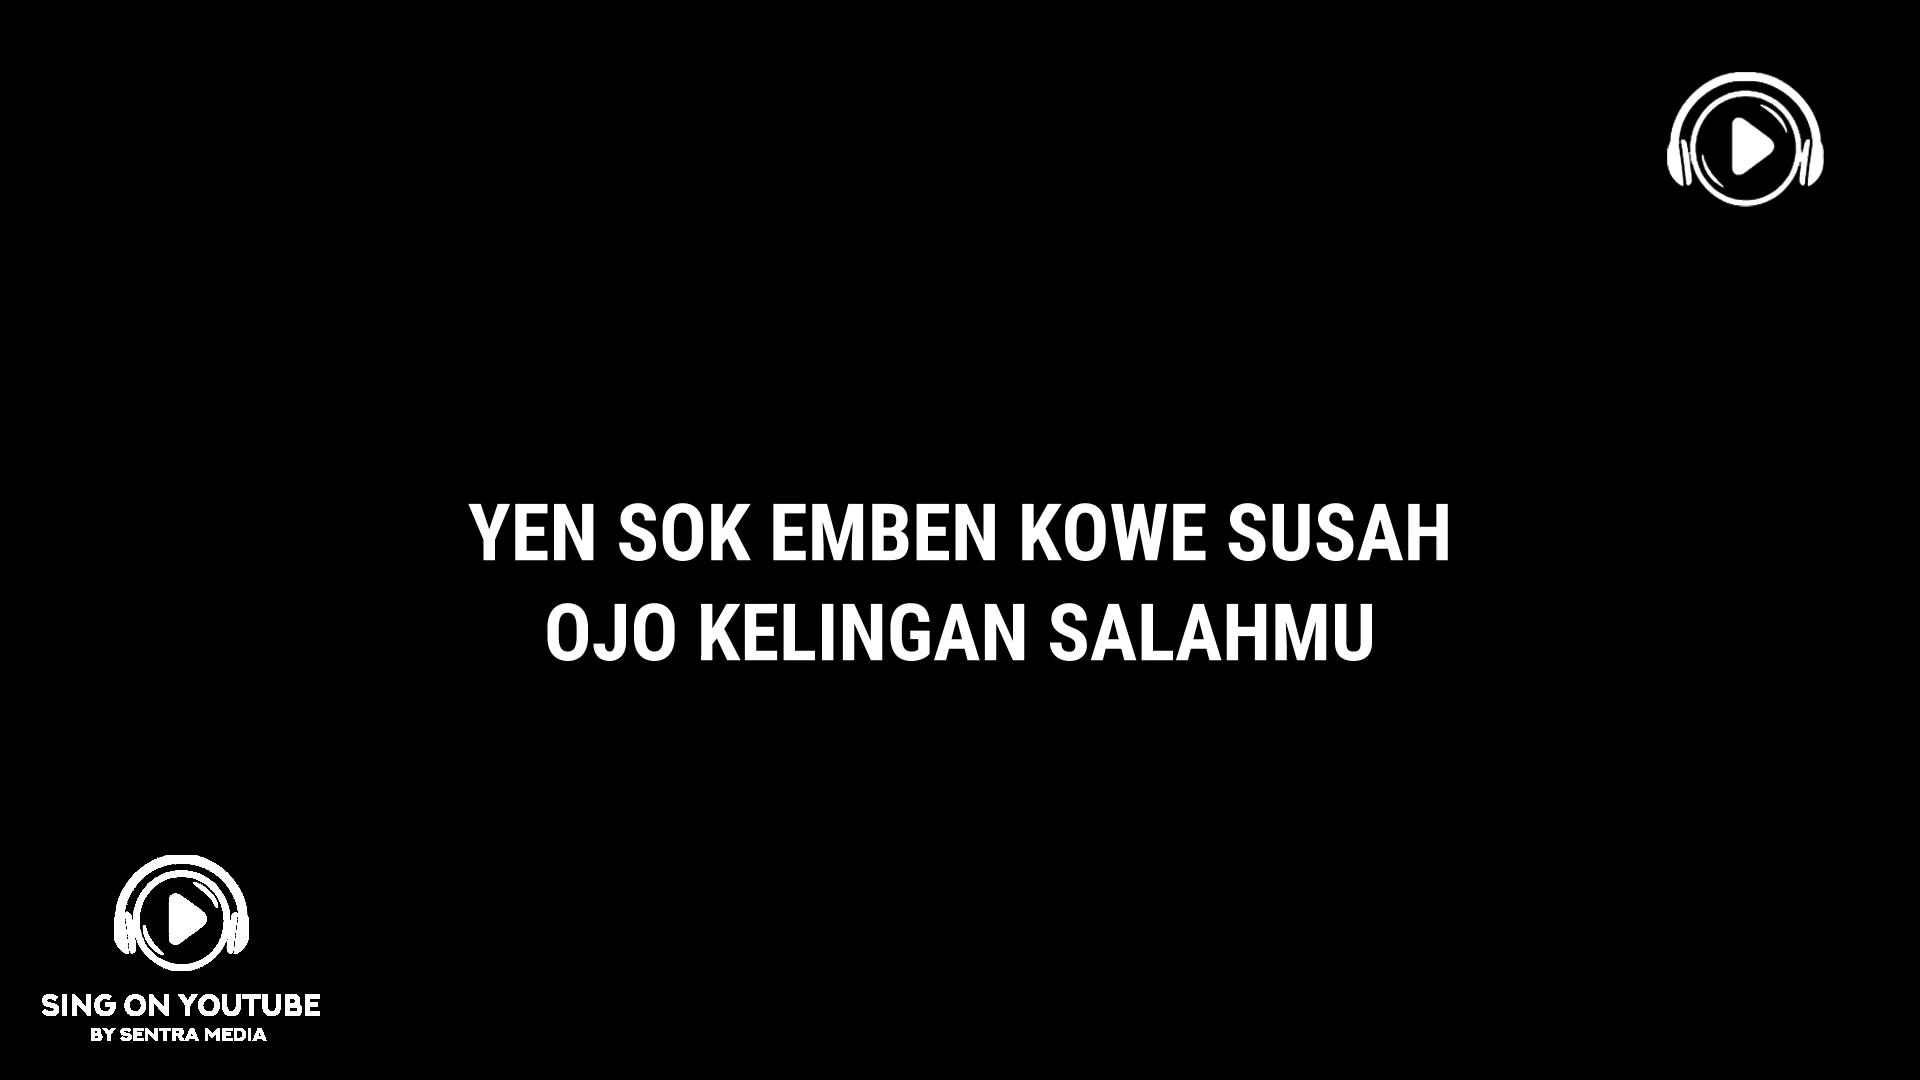 YEN SOK EMBEN KOWE SUSAH
OJO KELINGAN SALAHMU
SING ON YOUTUBE
BY SENTRA MEDIA